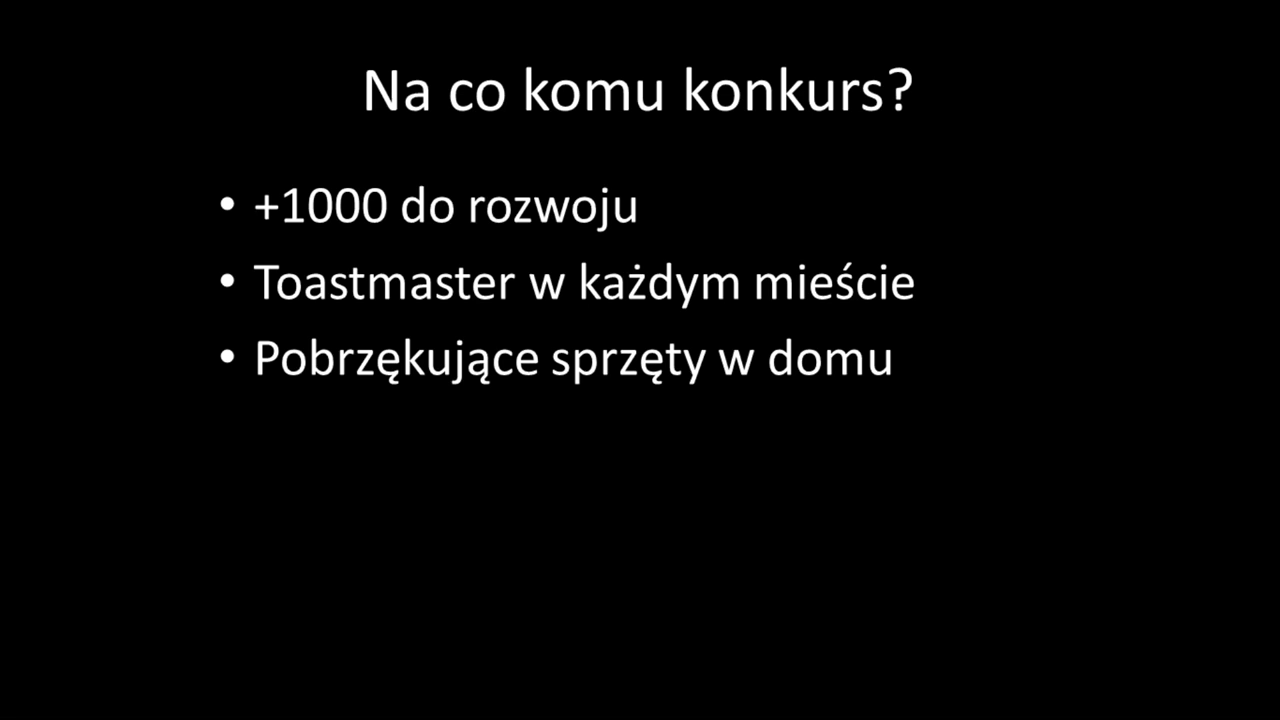 Na co komu konkurs?
• +1000 do rozwoju
• Toastmaster w każdym mieście
• Pobrzękujące sprzęty w domu